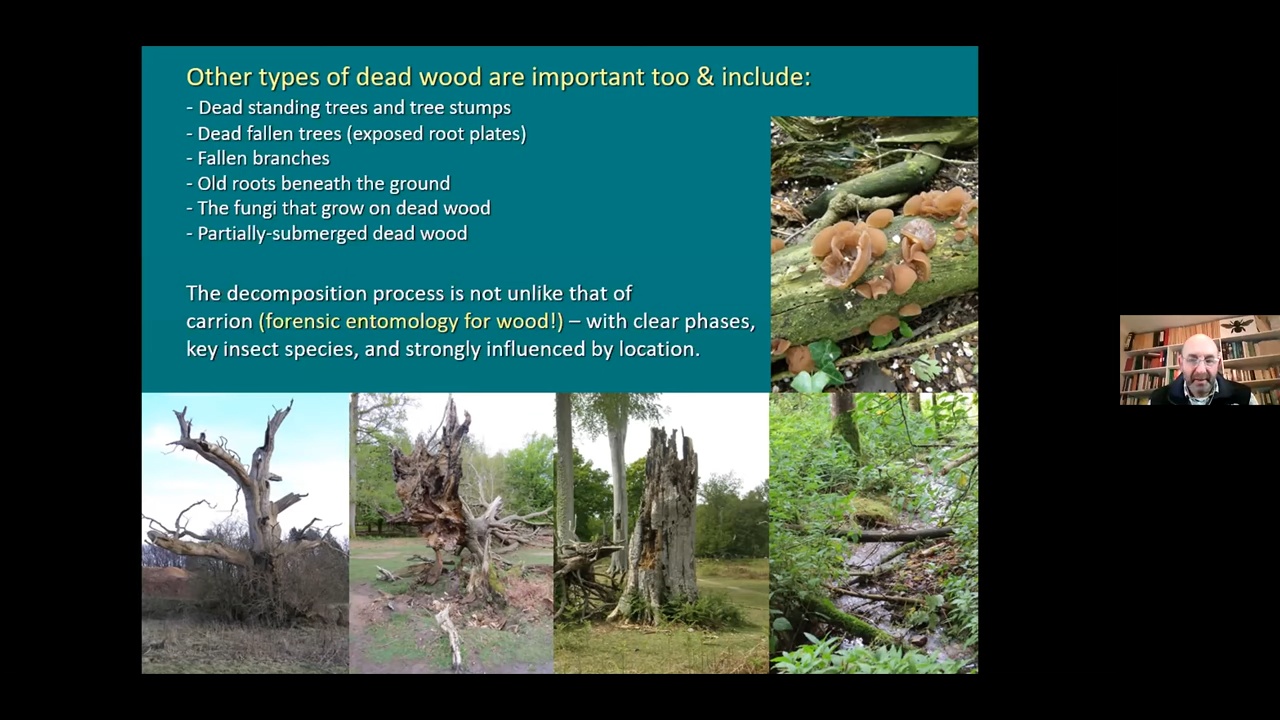 Other types of dead wood are important too & include:
- Dead standing trees and tree stumps
- Dead fallen trees (exposed root plates)
- Fallen branches
- Old roots beneath the ground
- The fungi that grow on dead wood
- Partially-submerged dead wood
The decomposition process is not unlike that of
carrion (forensic entomology for wood!) – with clear phases,
key insect species, and strongly influenced by location.